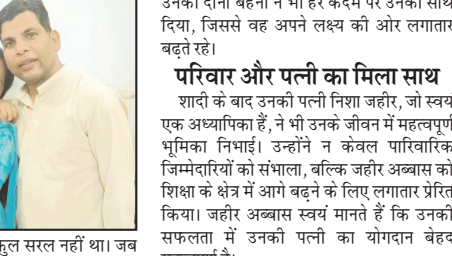 उनकी दोनों बहनों ने भी हर कदम पर उनका साथ
दिया, जिससे वह अपने लक्ष्य की ओर लगातार
बढ़ते रहे।
परिवार और पत्नी का मिला साथ
शादी के बाद उनकी पत्नी निशा जहीर, जो स्वयं
एक अध्यापिका हैं, ने भी उनके जीवन में महत्वपूर्ण
भूमिका निभाई। उन्होंने न केवल पारिवारिक
जिम्मेदारियों को संभाला, बल्कि जहीर अब्बास को
शिक्षा के क्षेत्र में आगे बढ़ने के लिए लगातार प्रेरित
किया। जहीर अब्बास स्वयं मानते हैं कि उनकी
सफलता में उनकी पत्नी का योगदान बेहद
सरल नहीं था। जब